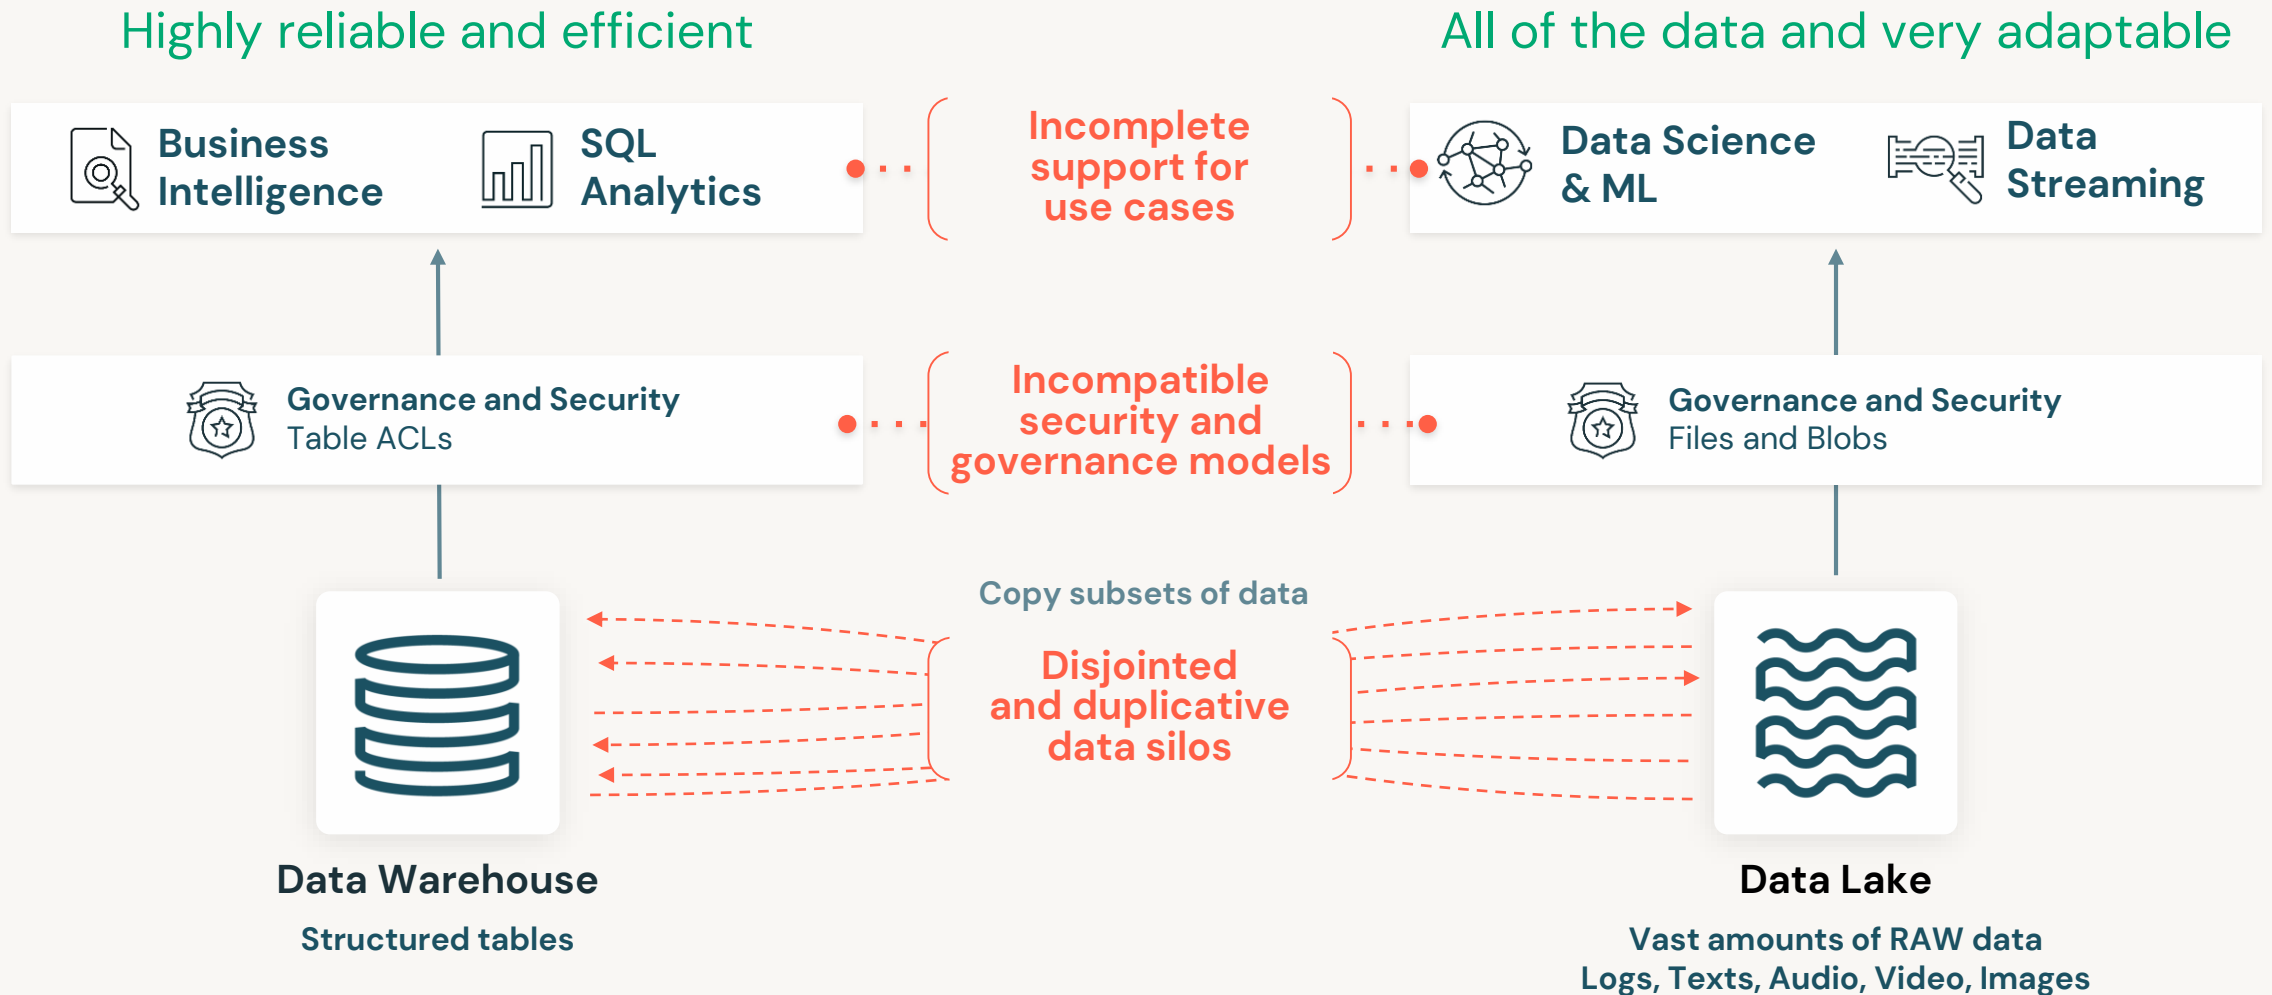 Highly reliable and efficient
All of the data and very adaptable
Business
Intelligence
SQL
Analytics
Incomplete
support for
use cases
Data Science
& ML
Data
Streaming
Governance and Security
Table ACLs
Incompatible
security and
governance models
Governance and Security
Files and Blobs
Copy subsets of data
Disjointed
and duplicative
data silos
Data Warehouse
Structured tables
Data Lake
Vast amounts of RAW data
Logs, Texts, Audio, Video, Images